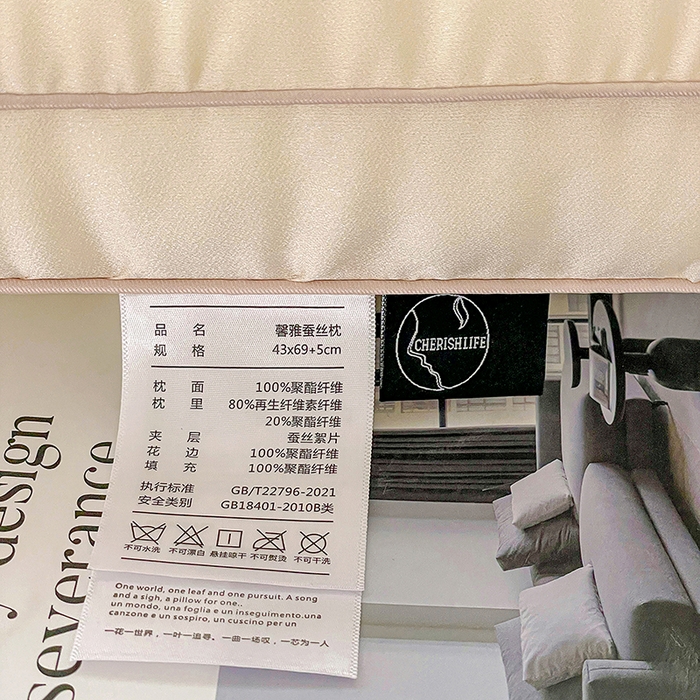 品 名 馨雅蚕丝枕
规 格 43x69+5cm
枕 面 100%聚酯纤维
枕 里 80%再生纤维素纤维
20%聚酯纤维
夹 层 蚕丝絮片
花 边 100%聚酯纤维
填 充 100%聚酯纤维
执行标准 GB/T22796-2021
安全类别 GB18401-2010B类
不可水洗 不可漂白 悬挂晾干 不可熨烫 不可干洗
One world, one leaf and one pursuit. A song
and a sigh, a pillow for one..
un mondo, una foglia e un inseguimento.una
canzone e un sospiro, un cuscino per un
一花一世界，一叶一追寻。一曲一场叹，一芯为一人
CHERISHLIFE
design
severance